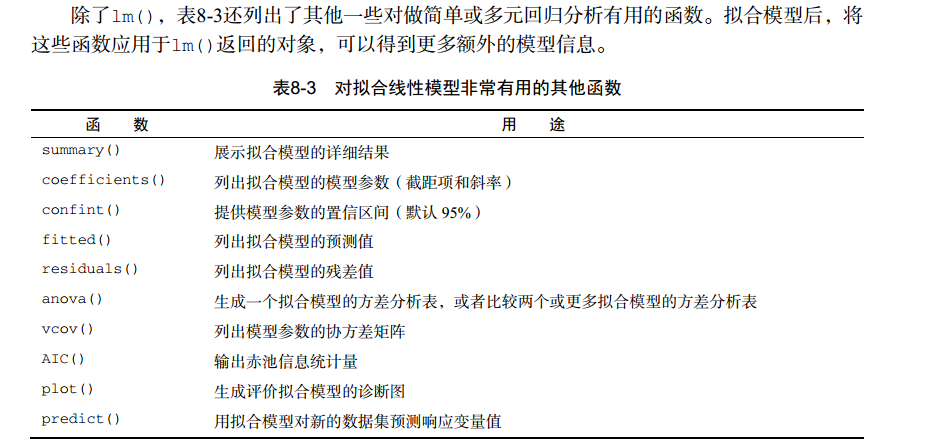 除了lm()，表8-3还列出了其他一些对做简单或多元回归分析有用的函数。拟合模型后，将
这些函数应用于lm()返回的对象，可以得到更多额外的模型信息。
表8-3 对拟合线性模型非常有用的其他函数
函 数 用 途
summary() 展示拟合模型的详细结果
coefficients() 列出拟合模型的模型参数（截距项和斜率）
confint() 提供模型参数的置信区间（默认 95%）
fitted() 列出拟合模型的预测值
residuals() 列出拟合模型的残差值
anova() 生成一个拟合模型的方差分析表，或者比较两个或更多拟合模型的方差分析表
vcov() 列出模型参数的协方差矩阵
AIC() 输出赤池信息统计量
plot() 生成评价拟合模型的诊断图
predict() 用拟合模型对新的数据集预测响应变量值